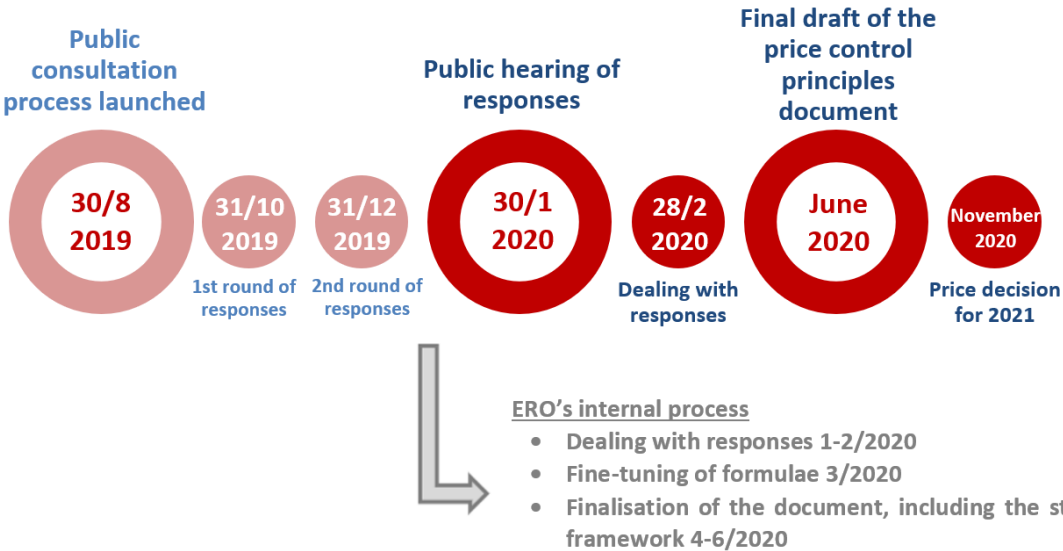 Public
consultation
process launched
30/8
2019
31/10
2019
1st round of
responses
31/12
2019
2nd round of
responses
Public hearing of
responses
30/1
2020
28/2
2020
Dealing with
responses
Final draft of the
price control
principles
document
June
2020
November
2020
Price decision
for 2021
ERO’s internal process
• Dealing with responses 1-2/2020
• Fine-tuning of formulae 3/2020
• Finalisation of the document, including the
framework 4-6/2020